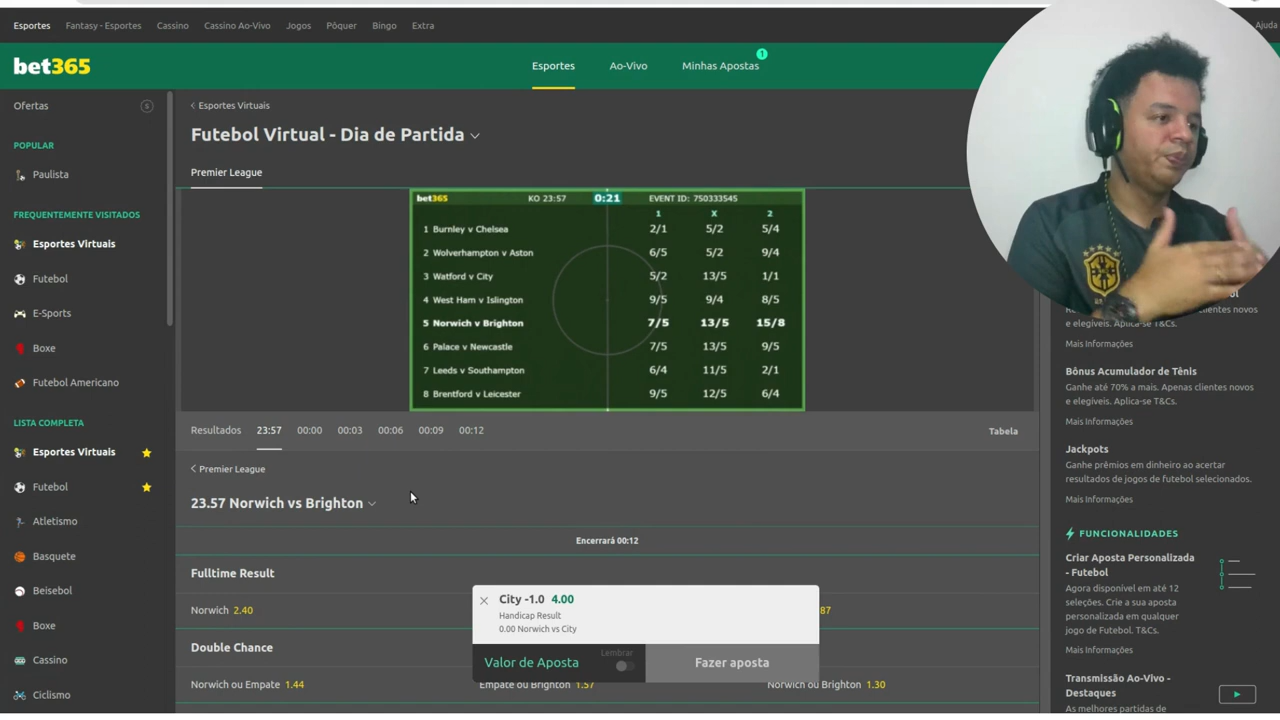 Esportes
Fantasy - Esportes
Cassino
Cassino Ao-Vivo
Jogos
Pôquer
Bingo
Extra
Ajuda
bet365
Esportes
Ao-Vivo
Minhas Apostas
1
Ofertas
5
POPULAR
Paulista
FREQUENTEMENTE VISITADOS
Esportes Virtuais
Futebol
E-Sports
Boxe
Futebol Americano
LISTA COMPLETA
Esportes Virtuais
Futebol
Atletismo
Basquete
Beisebol
Boxe
Cassino
Ciclismo
Esportes Virtuais
Futebol Virtual - Dia de Partida
Premier League
bet365 KO 23:57 0:21 EVENT ID: 750333545
1 X 2
1 Burnley v Chelsea 2/1 5/2 5/4
2 Wolverhampton v Aston 6/5 5/2 9/4
3 Watford v City 5/2 13/5 1/1
4 West Ham v Islington 9/5 9/4 8/5
5 Norwich v Brighton 7/5 13/5 15/8
6 Palace v Newcastle 7/5 13/5 9/5
7 Leeds v Southampton 6/4 11/5 2/1
8 Brentford v Leicester 9/5 12/5 6/4
Resultados 23:57 00:00 00:03 00:06 00:09 00:12 Tabela
Premier League
23.57 Norwich vs Brighton
Encerrará 00:12
Fulltime Result
Norwich 2.40
87
Double Chance
Norwich ou Empate 1.44
Empate ou Brighton 1.57
Norwich ou Brighton 1.30
City -1.0 4.00
Handicap Result
0.00 Norwich vs City
Valor de Aposta
Lembrar
Fazer aposta
e elegíveis. Aplica-se T&Cs.
Mais Informações
Bônus Acumulador de Tênis
Ganhe até 70% a mais. Apenas clientes novos
e elegíveis. Aplica-se T&Cs.
Mais Informações
Jackpots
Ganhe prêmios em dinheiro ao acertar
resultados de jogos de futebol selecionados.
Mais Informações
FUNCIONALIDADES
Criar Aposta Personalizada
- Futebol
Agora disponível em até 12
seleções. Crie a sua aposta
personalizada em qualquer
jogo de Futebol. T&Cs.
Mais Informações
Transmissão Ao-Vivo -
Destaques
As melhores partidas de